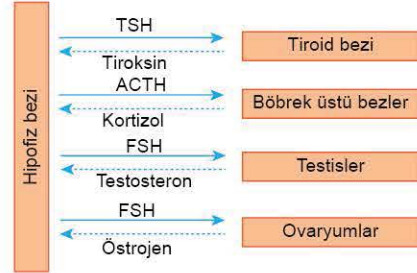 Hipofiz bezi
TSH
Tiroksin
Tiroid bezi
ACTH
Kortizol
Böbrek üstü bezler
FSH
Testosteron
Testisler
FSH
Östrojen
Ovaryumlar